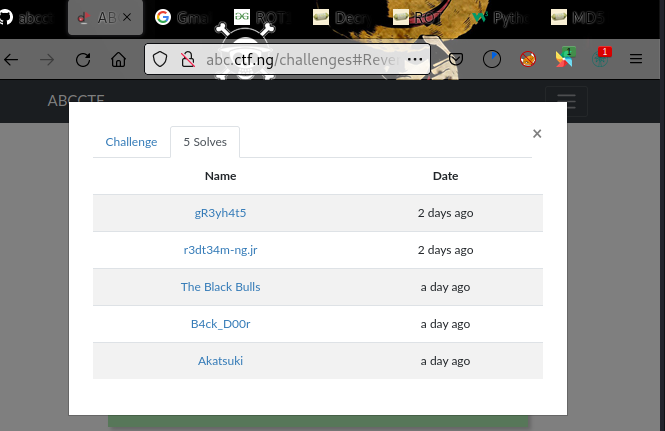 abcc
AB ×
G Gma
ROT
Decr
Pyth
MD5
abc.ctf.ng/challenges#Reve
1
1
ABCCTF
Challenge
5 Solves
×
Name Date
gR3yh4t5 2 days ago
r3dt34m-ng.jr 2 days ago
The Black Bulls a day ago
B4ck_D00r a day ago
Akatsuki a day ago